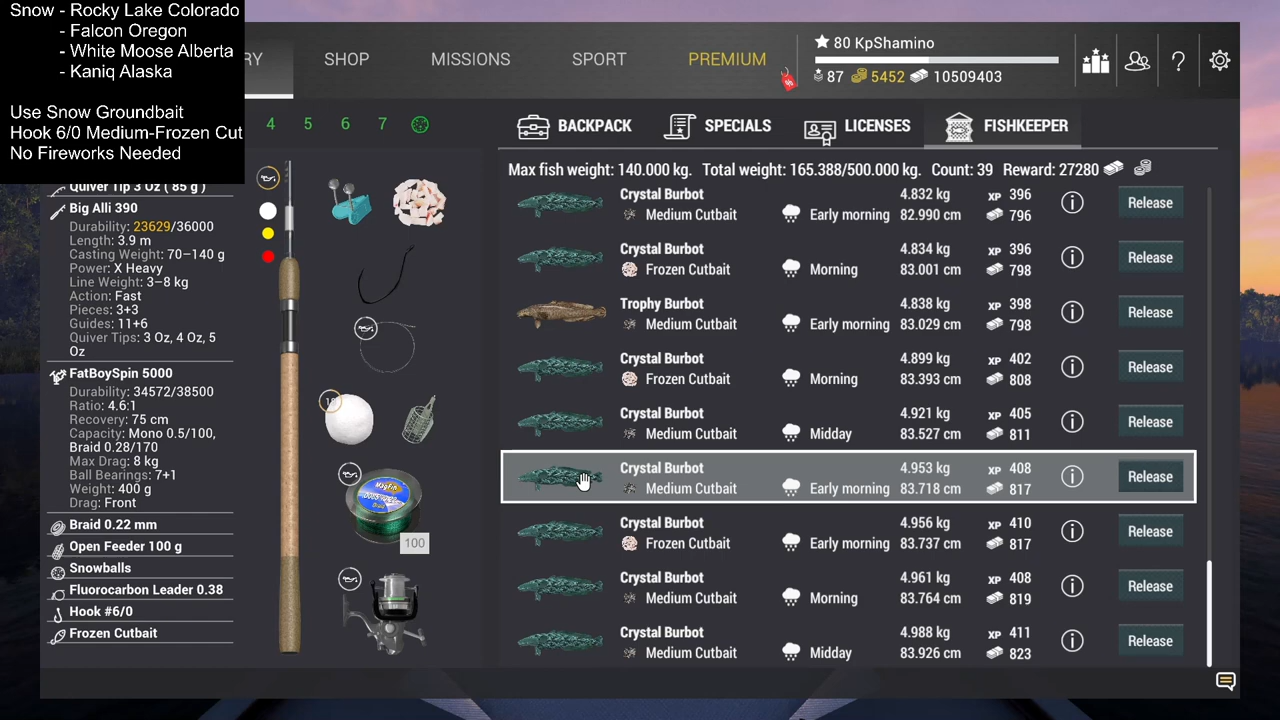 Snow - Rocky Lake Colorado
- Falcon Oregon
- White Moose Alberta
- Kaniq Alaska
Use Snow Groundbait
Hook 6/0 Medium-Frozen Cut
No Fireworks Needed
RY
SHOP
MISSIONS
SPORT
PREMIUM
80 KpShamino
87 5452 10509403
4 5 6 7
BACKPACK
SPECIALS
LICENSES
FISHKEEPER
Max fish weight: 140.000 kg. Total weight: 165.388/500.000 kg. Count: 39 Reward: 27280
Quiver Tip 3 Oz ( 85 g )
Big Alli 390
Durability: 23629/36000
Length: 3.9 m
Casting Weight: 70–140 g
Power: X Heavy
Line Weight: 3–8 kg
Action: Fast
Pieces: 3+3
Guides: 11+6
Quiver Tips: 3 Oz, 4 Oz, 5
Oz
FatBoySpin 5000
Durability: 34572/38500
Ratio: 4.6:1
Recovery: 75 cm
Capacity: Mono 0.5/100,
Braid 0.28/170
Max Drag: 8 kg
Ball Bearings: 7+1
Weight: 400 g
Drag: Front
Braid 0.22 mm
Open Feeder 100 g
Snowballs
Fluorocarbon Leader 0.38
Hook #6/0
Frozen Cutbait
100
Crystal Burbot 4.832 kg XP 396
Medium Cutbait Early morning 82.990 cm 796
Release
Crystal Burbot 4.834 kg XP 396
Frozen Cutbait Morning 83.001 cm 798
Release
Trophy Burbot 4.838 kg XP 398
Medium Cutbait Early morning 83.029 cm 798
Release
Crystal Burbot 4.899 kg XP 402
Frozen Cutbait Morning 83.393 cm 808
Release
Crystal Burbot 4.921 kg XP 405
Medium Cutbait Midday 83.527 cm 811
Release
Crystal Burbot 4.953 kg XP 408
Medium Cutbait Early morning 83.718 cm 817
Release
Crystal Burbot 4.956 kg XP 410
Frozen Cutbait Early morning 83.737 cm 817
Release
Crystal Burbot 4.961 kg XP 408
Medium Cutbait Morning 83.764 cm 819
Release
Crystal Burbot 4.988 kg XP 411
Medium Cutbait Midday 83.926 cm 823
Release